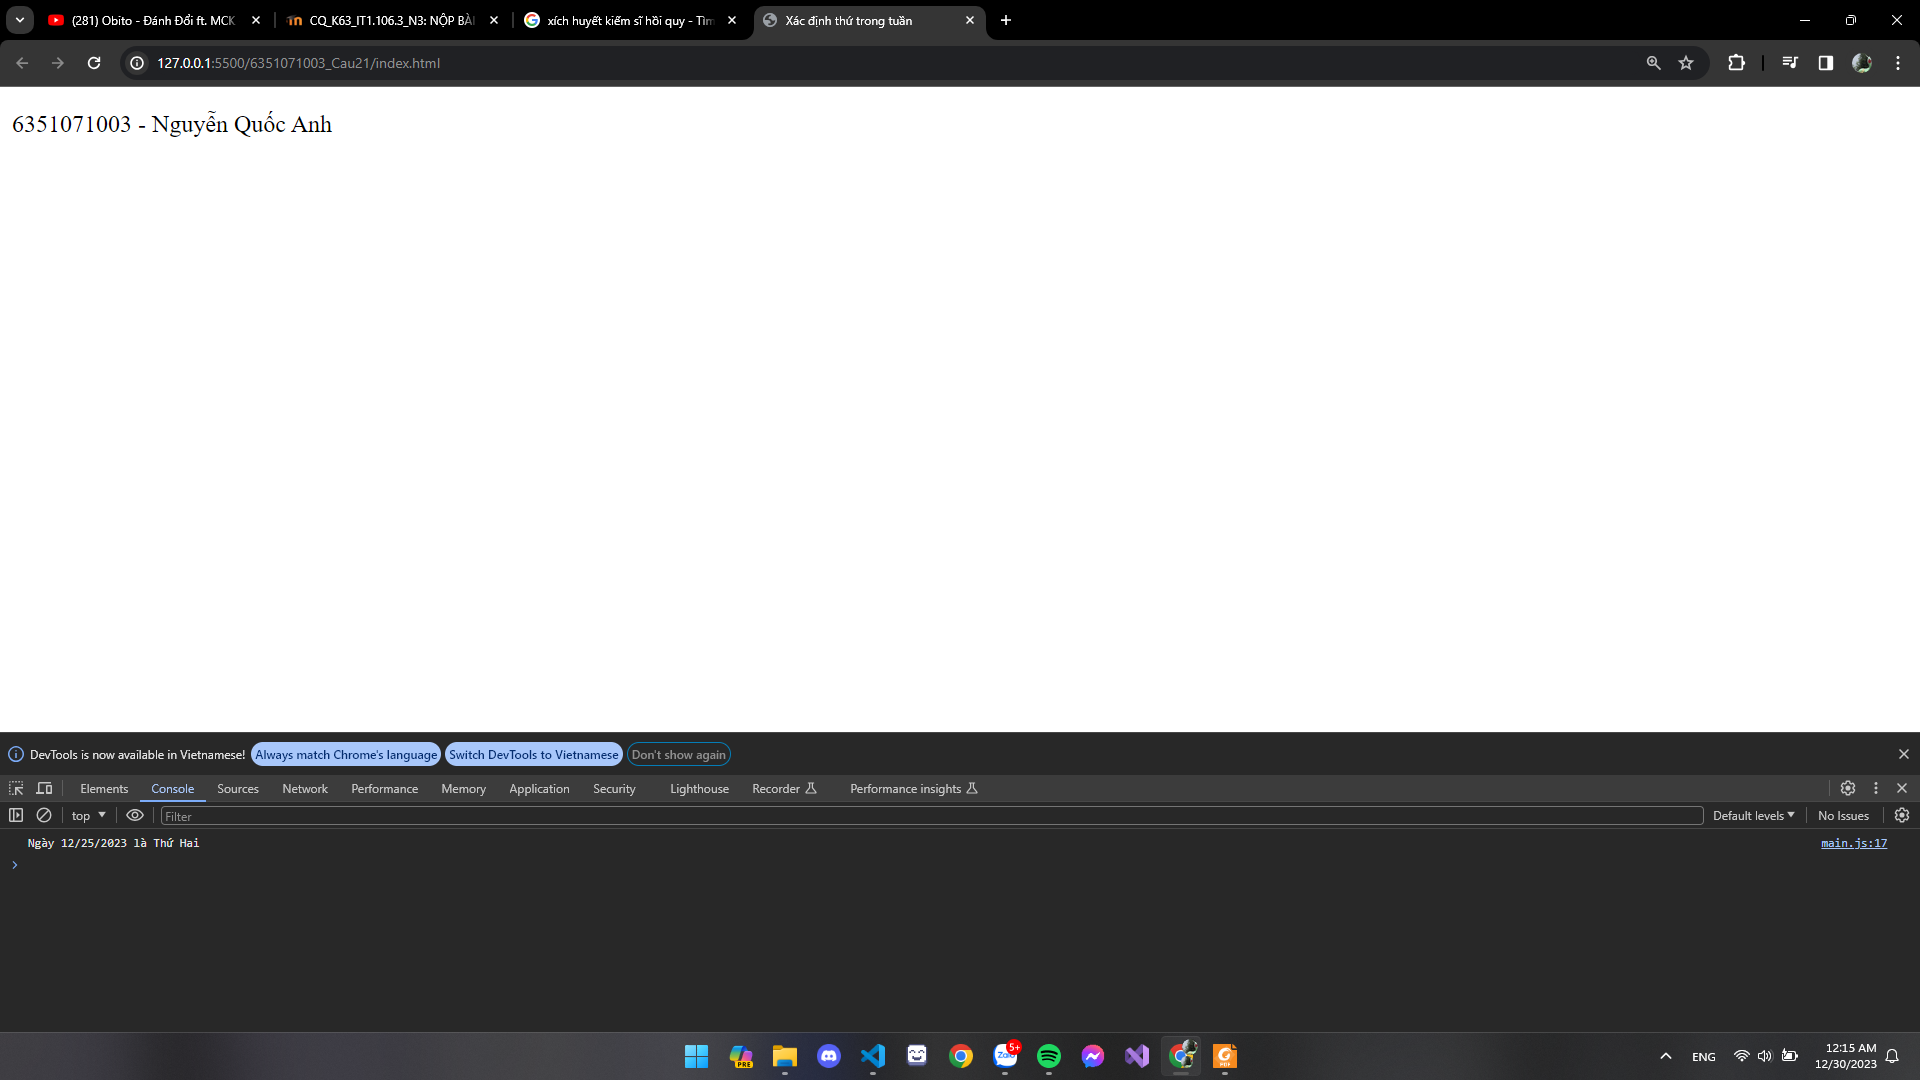 (281) Obito - Đánh Đổi ft. MCK
CQ_K63_IT1.106.3_N3: NỘP BÀI
xích huyết kiếm sĩ hồi quy - Tìm
Xác định thứ trong tuần
127.0.0.1:5500/6351071003_Cau21/index.html
6351071003 - Nguyễn Quốc Anh
DevTools is now available in Vietnamese! Always match Chrome's language Switch DevTools to Vietnamese Don't show again
Elements Console Sources Network Performance Memory Application Security Lighthouse Recorder Performance insights
top Filter Default levels No Issues
Ngày 12/25/2023 là Thứ Hai main.js:17
PRE
Zalo
5+
PDF
ENG
12:15 AM
12/30/2023